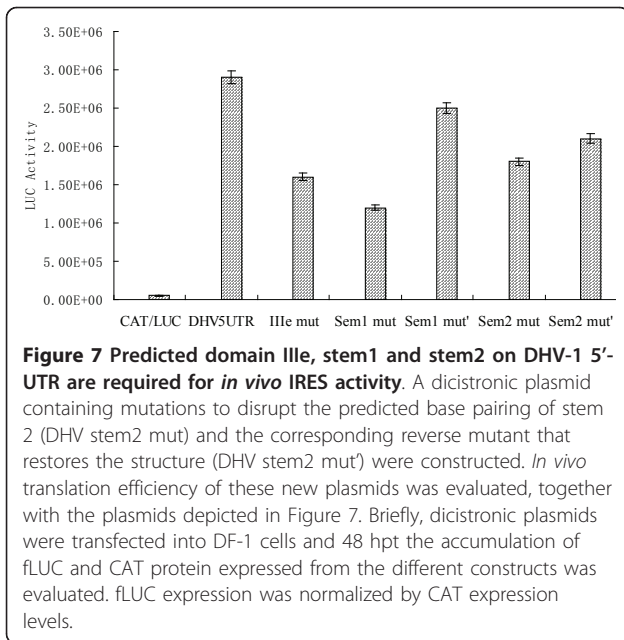 3.50E+06
3.00E+06
2.50E+06
2.00E+06
1.50E+06
1.00E+06
5.00E+05
0.00E+00
LUC Activity
CAT/LUC DHV5UTR IIIe mut Sem1 mut Sem1 mut' Sem2 mut Sem2 mut'
Figure 7 Predicted domain IIIe, stem1 and stem2 on DHV-1 5'-
UTR are required for in vivo IRES activity. A dicistronic plasmid
containing mutations to disrupt the predicted base pairing of stem
2 (DHV stem2 mut) and the corresponding reverse mutant that
restores the structure (DHV stem2 mut') were constructed. In vivo
translation efficiency of these new plasmids was evaluated, together
with the plasmids depicted in Figure 7. Briefly, dicistronic plasmids
were transfected into DF-1 cells and 48 hpt the accumulation of
fLUC and CAT protein expressed from the different constructs was
evaluated. fLUC expression was normalized by CAT expression
levels.